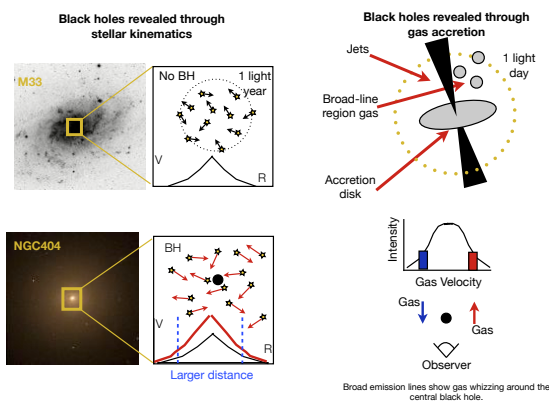 Black holes revealed through
stellar kinematics
M33
No BH
1 light
year
V
R
NGC404
BH
V
R
Larger distance
Black holes revealed through
gas accretion
Jets
1 light
day
Broad-line
region gas
Accretion
disk
Intensity
Gas Velocity
Gas
Gas
Observer
Broad emission lines show gas whizzing around the
central black hole.